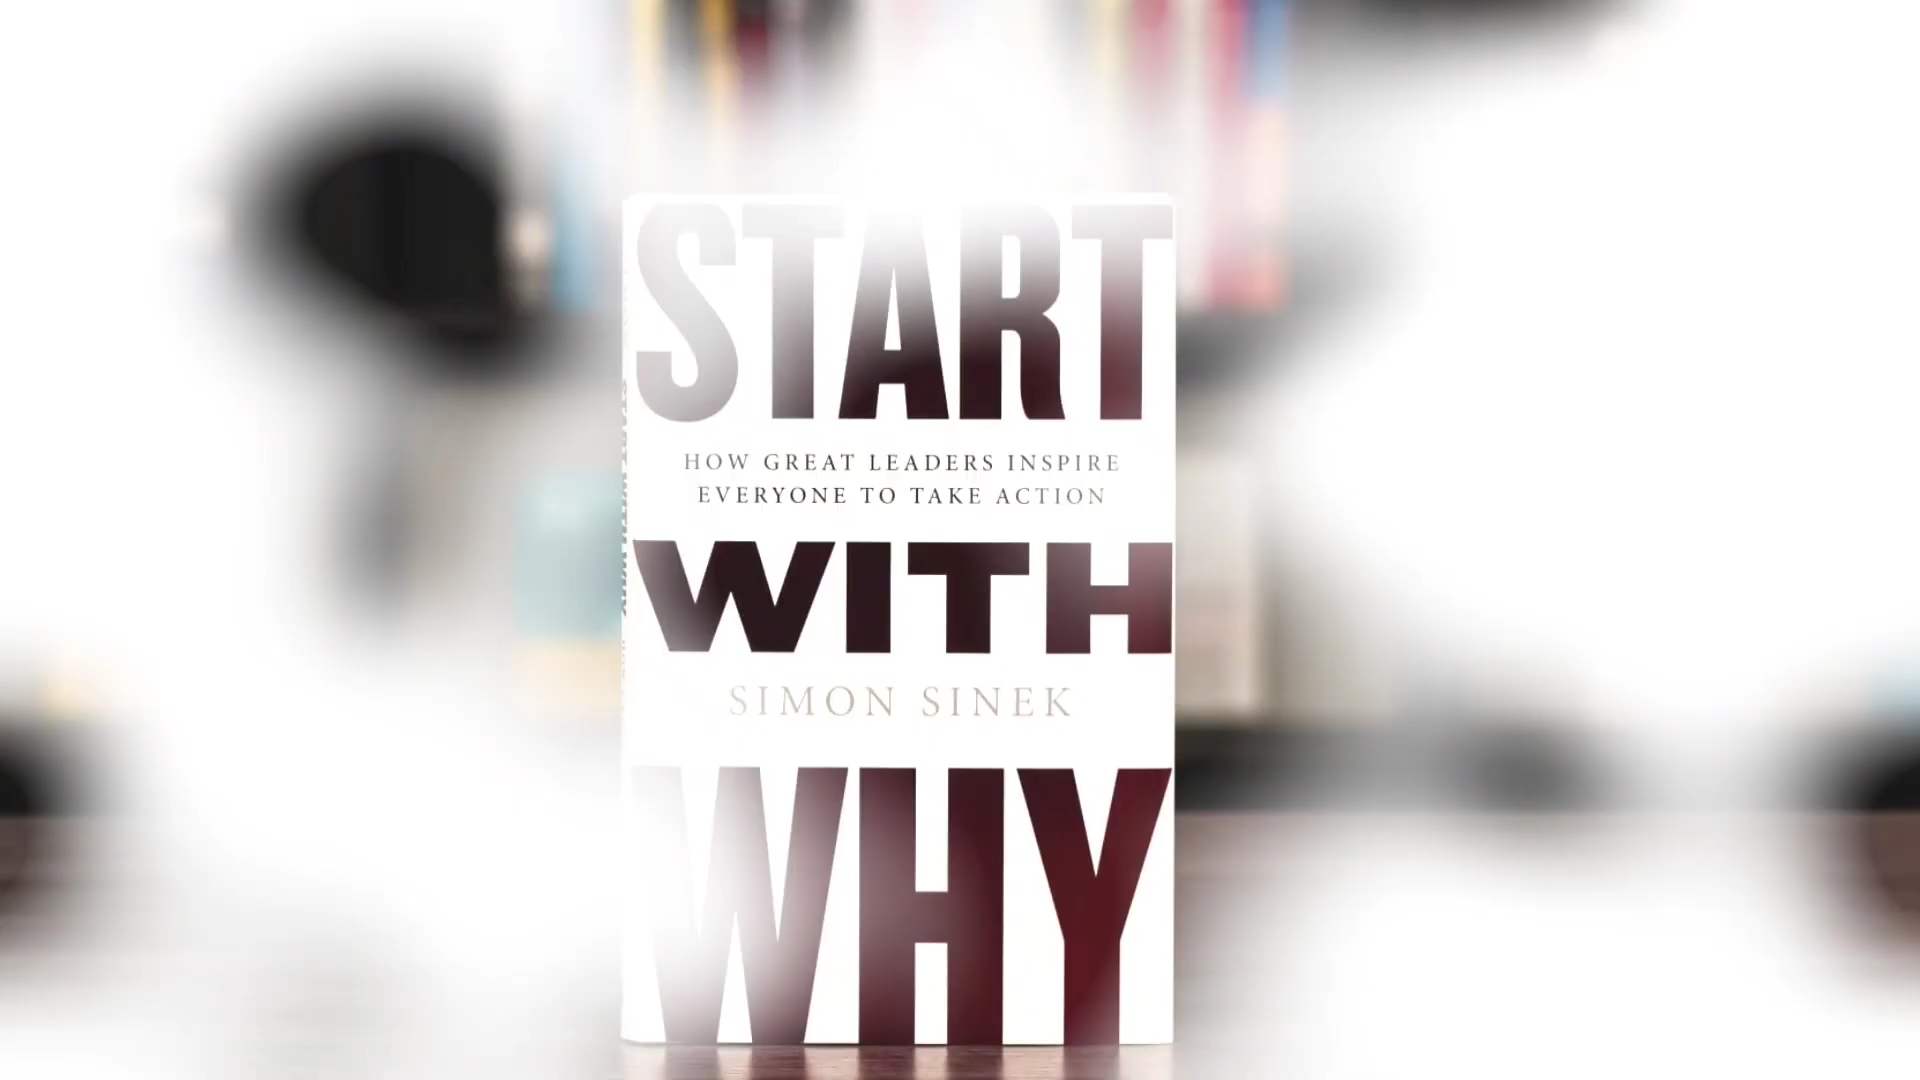 START
HOW GREAT LEADERS INSPIRE
EVERYONE TO TAKE ACTION
WITH
SIMON SINEK
WHY